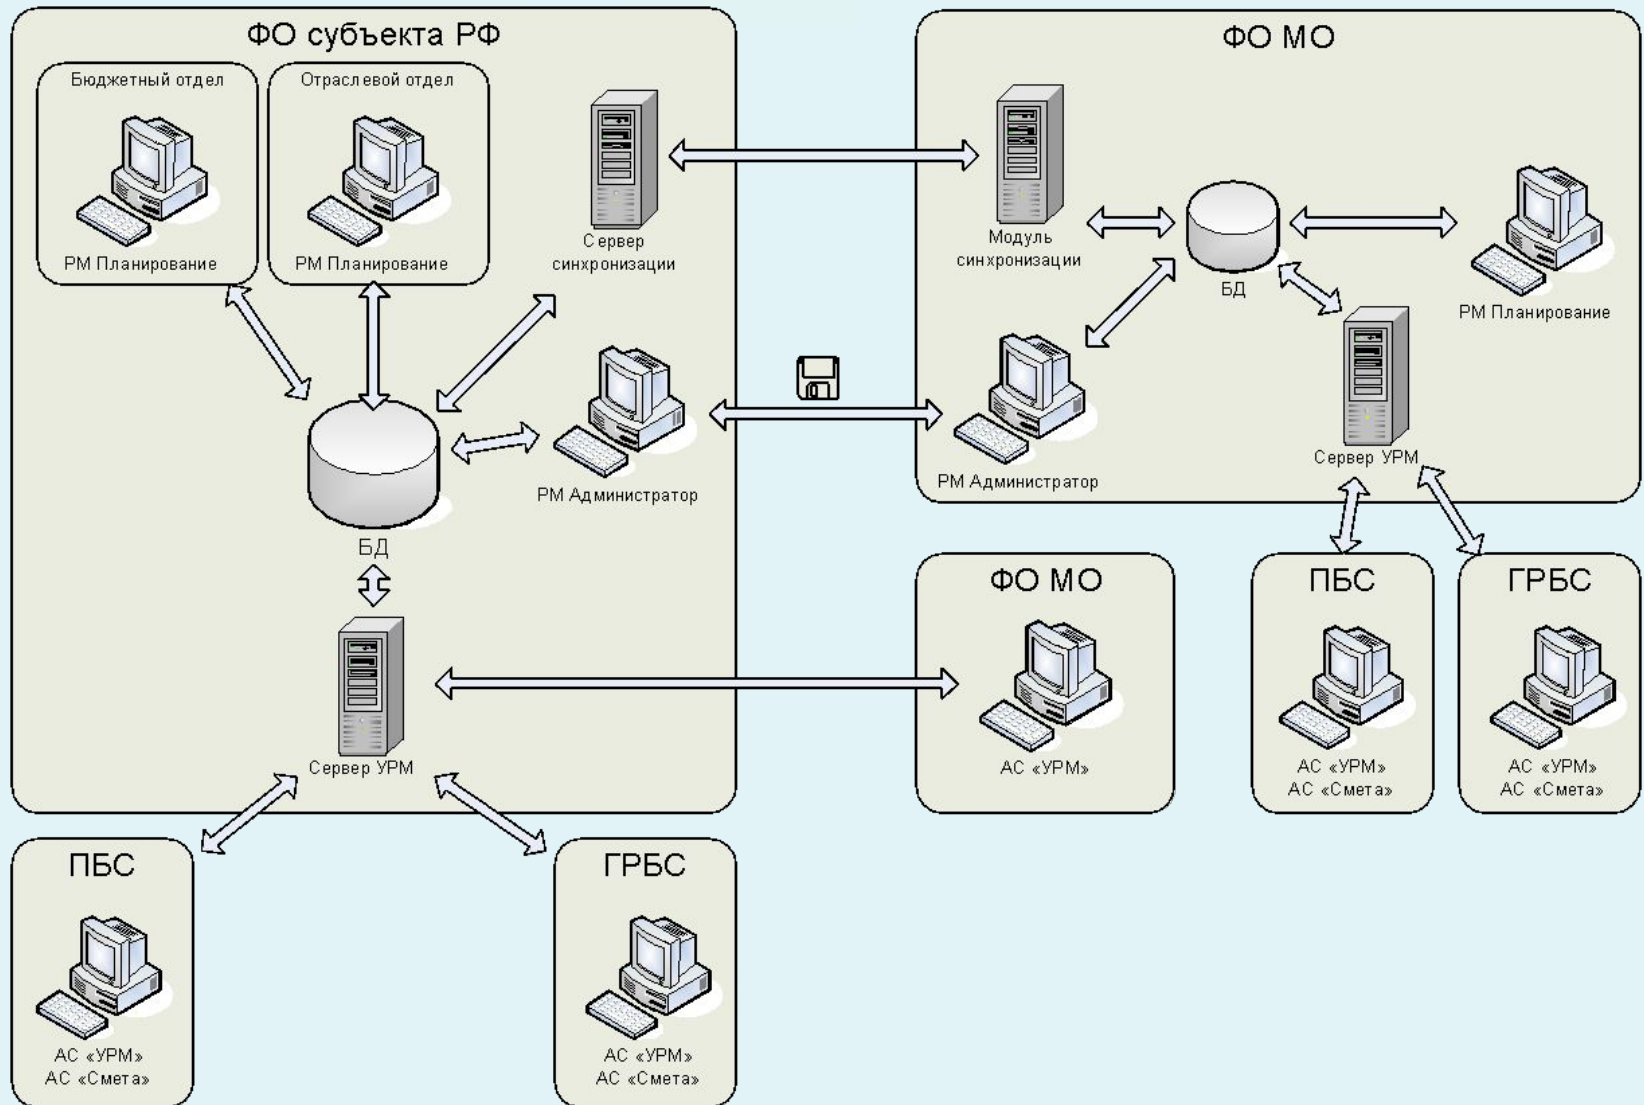 ФО субъекта РФ
Бюджетный отдел
РМ Планирование
Отраслевой отдел
РМ Планирование
Сервер
синхронизации
РМ Администратор
БД
Сервер УРМ
ФО МО
Модуль
синхронизации
БД
РМ Планирование
РМ Администратор
Сервер УРМ
ФО МО
АС «УРМ»
ПБС
АС «УРМ»
АС «Смета»
ГРБС
АС «УРМ»
АС «Смета»
ПБС
АС «УРМ»
АС «Смета»
ГРБС
АС «УРМ»
АС «Смета»